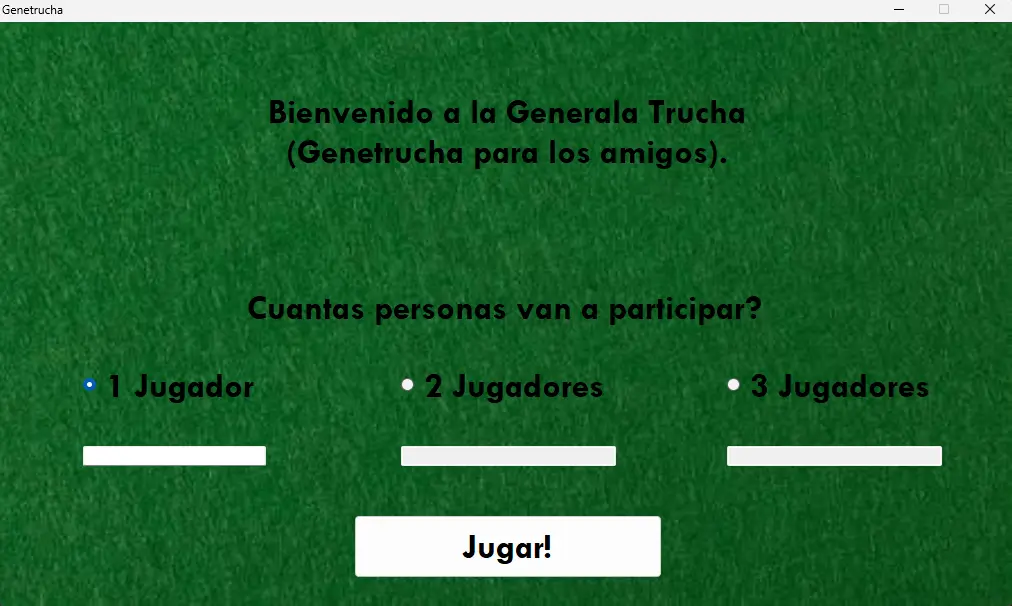 Genetrucha
Bienvenido a la Generala Trucha
(Genetrucha para los amigos).
Cuantas personas van a participar?
1 Jugador
2 Jugadores
3 Jugadores
Jugar!